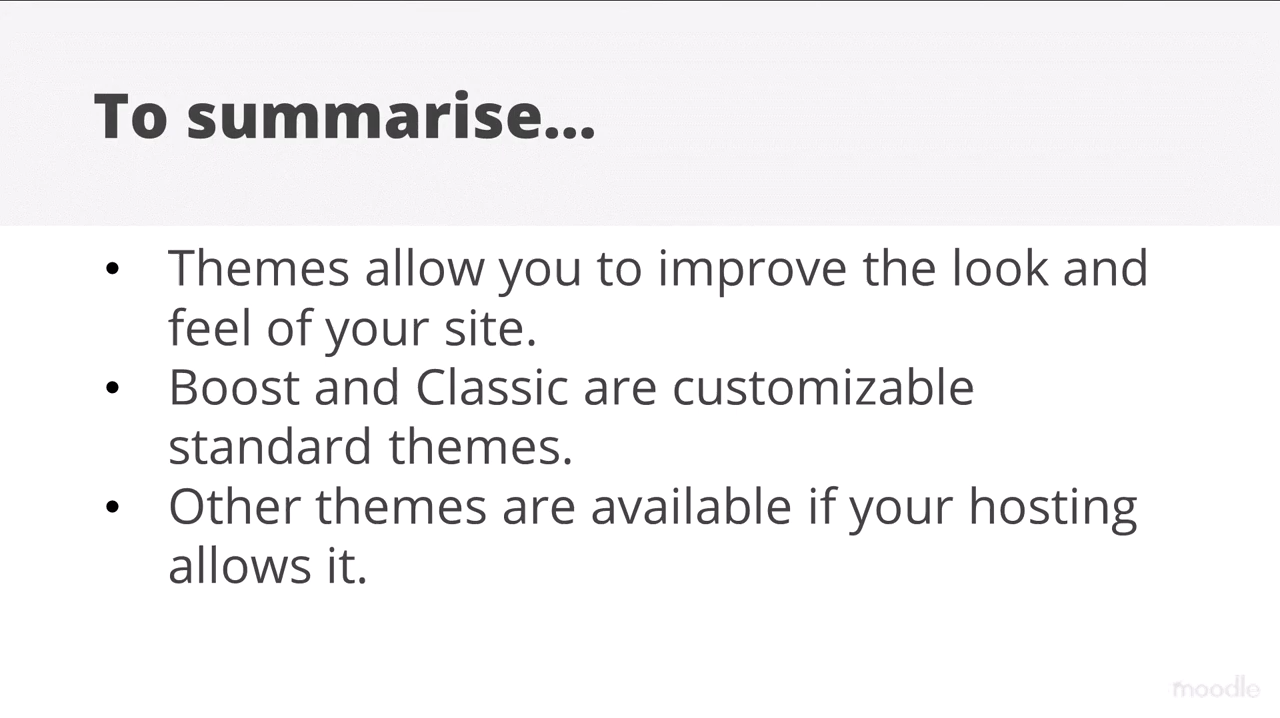 To summarise...
• Themes allow you to improve the look and
feel of your site.
• Boost and Classic are customizable
standard themes.
• Other themes are available if your hosting
allows it.
moodle